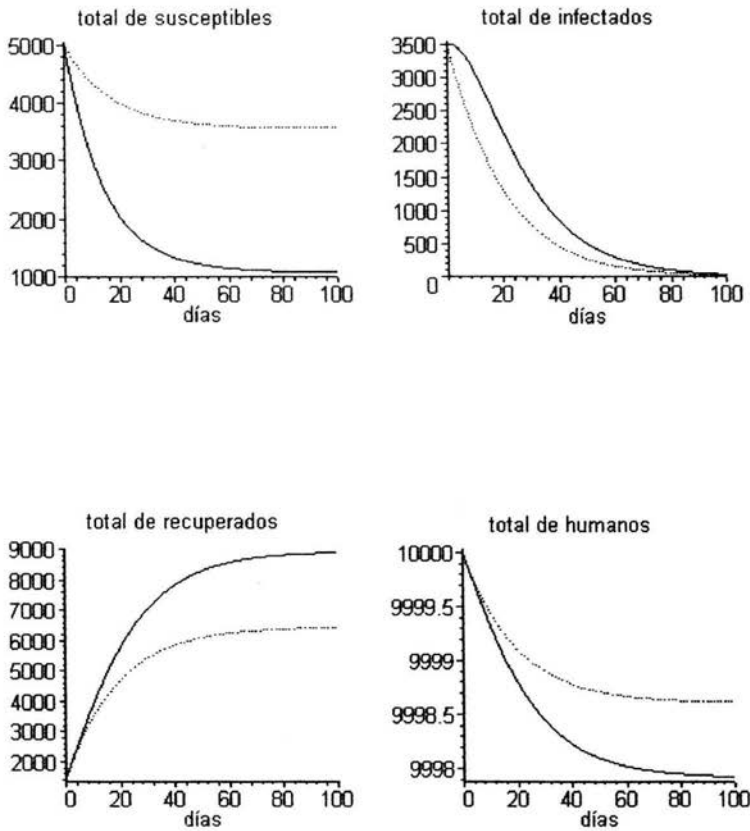 total de susceptibles
5000
4000
3000
2000
1000
0 20 40 60 80 100
días
total de infectados
3500
3000
2500
2000
1500
1000
500
0
20 40 60 80 100
días
total de recuperados
9000
8000
7000
6000
5000
4000
3000
2000
0 20 40 60 80 100
días
total de humanos
10000
9999.5
9999
9998.5
9998
0 20 40 60 80 100
días